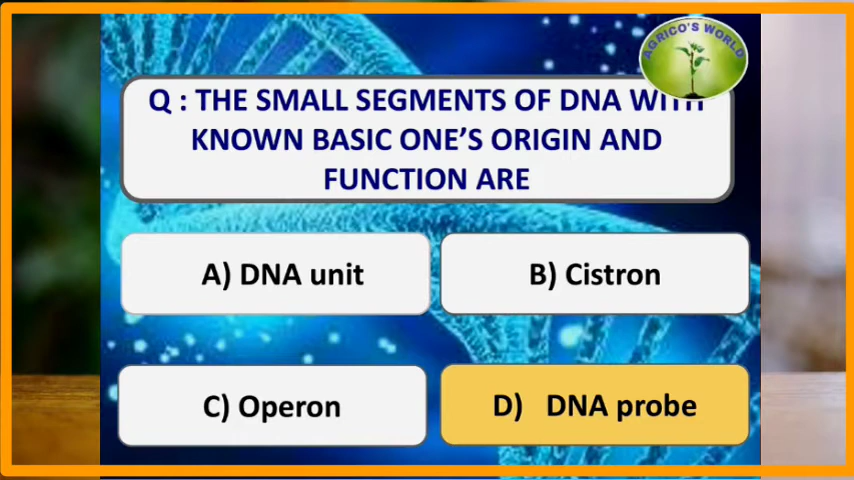 AGRICO'S WORLD
Q : THE SMALL SEGMENTS OF DNA WITH
KNOWN BASIC ONE'S ORIGIN AND
FUNCTION ARE
A) DNA unit
B) Cistron
C) Operon
D) DNA probe